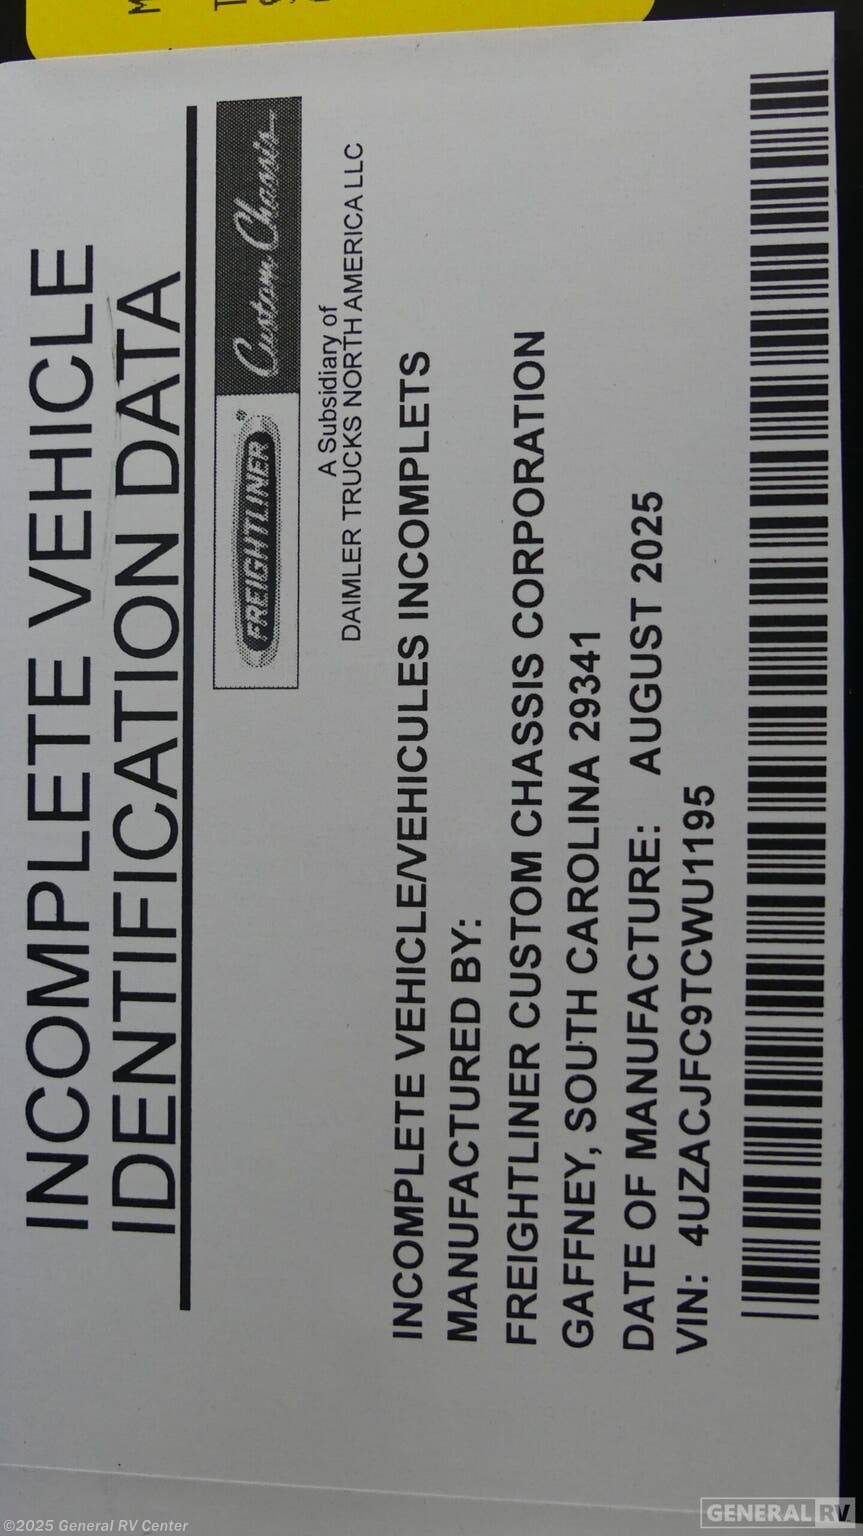 INCOMPLETE VEHICLE
IDENTIFICATION DATA
FREIGHTLINER® Custom Chassis
A Subsidiary of
DAIMLER TRUCKS NORTH AMERICA LLC
INCOMPLETE VEHICLE/VEHICULES INCOMPLETS
MANUFACTURED BY:
FREIGHTLINER CUSTOM CHASSIS CORPORATION
GAFFNEY, SOUTH CAROLINA 29341
DATE OF MANUFACTURE: AUGUST 2025
VIN: 4UZACJFC9TCWU1195
©2025 General RV Center
GENERAL RV